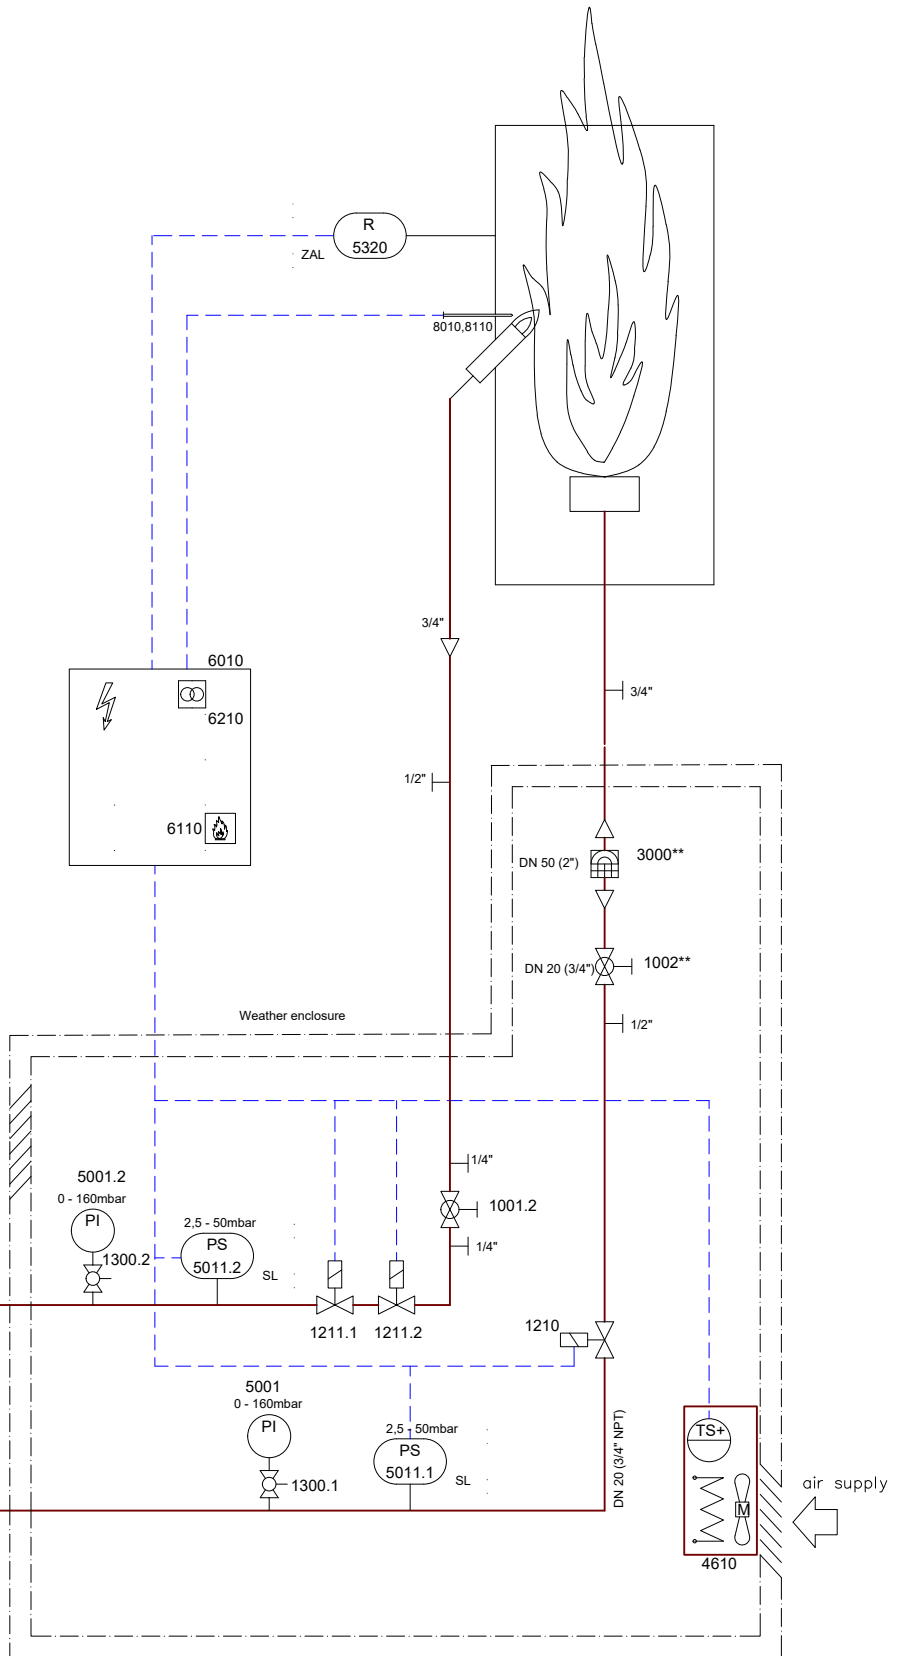 R
5320
ZAL
8010,8110
3/4"
6010
6210
3/4"
1/2"
6110
DN 50 (2")
3000**
DN 20 (3/4")
1002**
Weather enclosure
1/2"
1/4"
5001.2
0 - 160mbar
PI
1300.2
2,5 - 50mbar
PS
5011.2
SL
1001.2
1/4"
1211.1
1211.2
1210
5001
0 - 160mbar
PI
1300.1
2,5 - 50mbar
PS
5011.1
SL
DN 20 (3/4" NPT)
TS+
M
air supply
4610